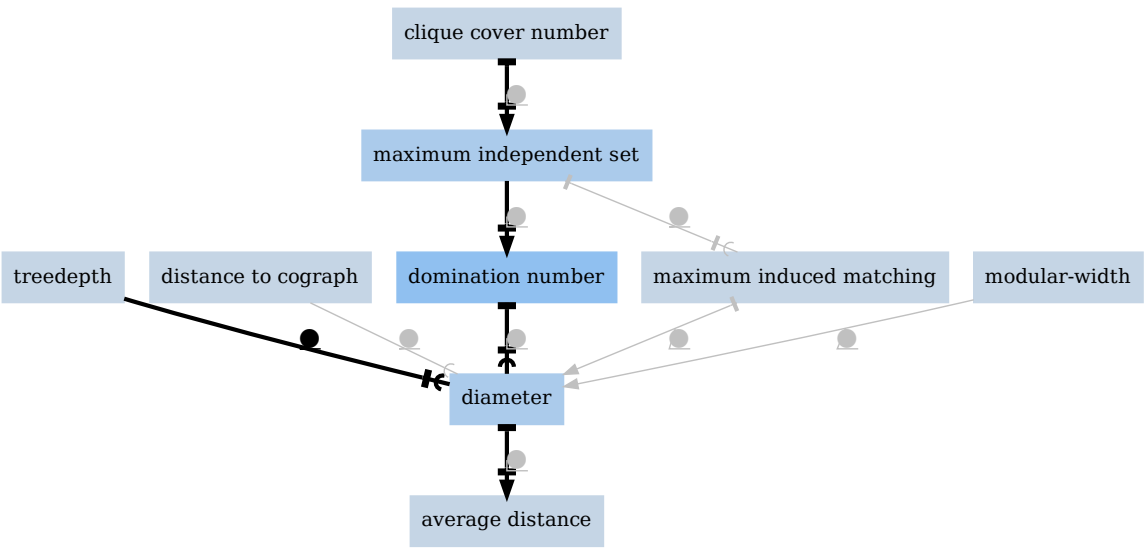 clique cover number
maximum independent set
treedepth
distance to cograph
domination number
maximum induced matching
modular-width
diameter
average distance